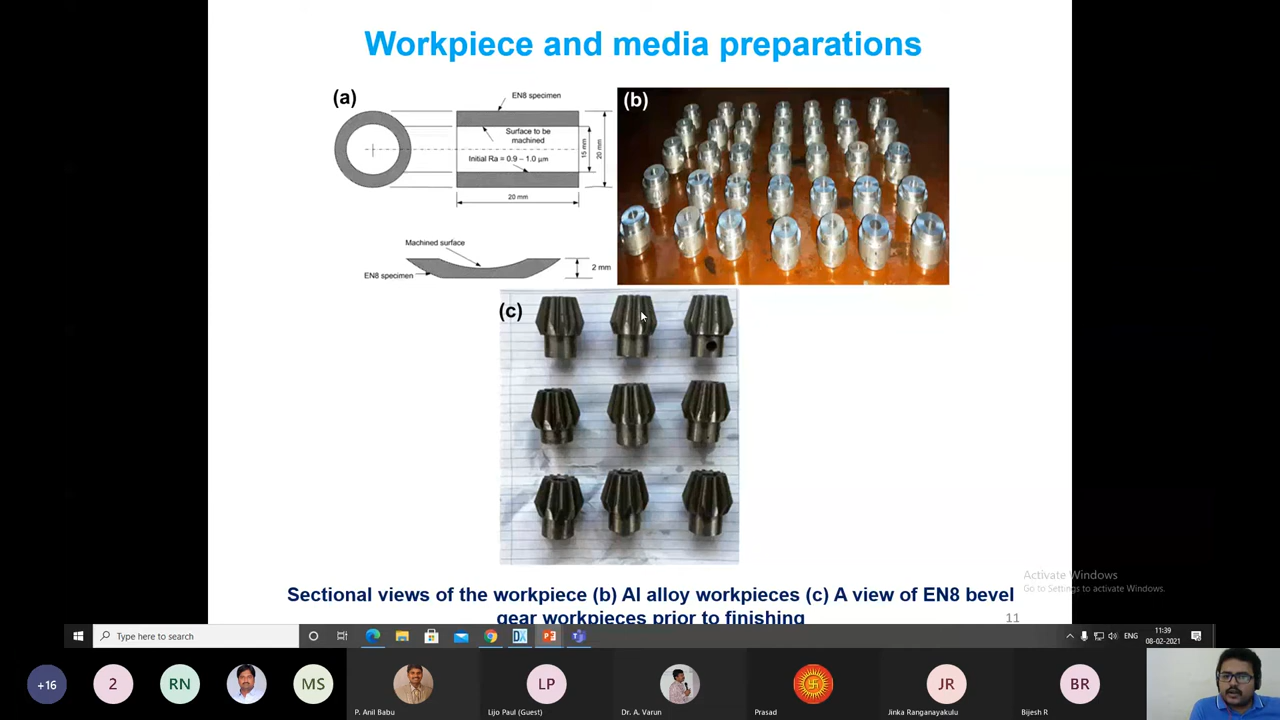 Workpiece and media preparations
(a)
EN8 specimen
Surface to be
machined
Initial Ra = 0.9 – 1.0 μm
15 mm
20 mm
20 mm
Machined surface
EN8 specimen
2 mm
(b)
(c)
Sectional views of the workpiece (b) Al alloy workpieces (c) A view of EN8 bevel
gear workpieces prior to finishing
11
Activate Windows
Go to Settings to activate Windows.
Type here to search
DX
ENG
11:39
08-02-2021
+16
2
RN
MS
P. Anil Babu
LP
Lijo Paul (Guest)
Dr. A. Varun
Prasad
JR
Jinka Ranganayakulu
BR
Bijesh R